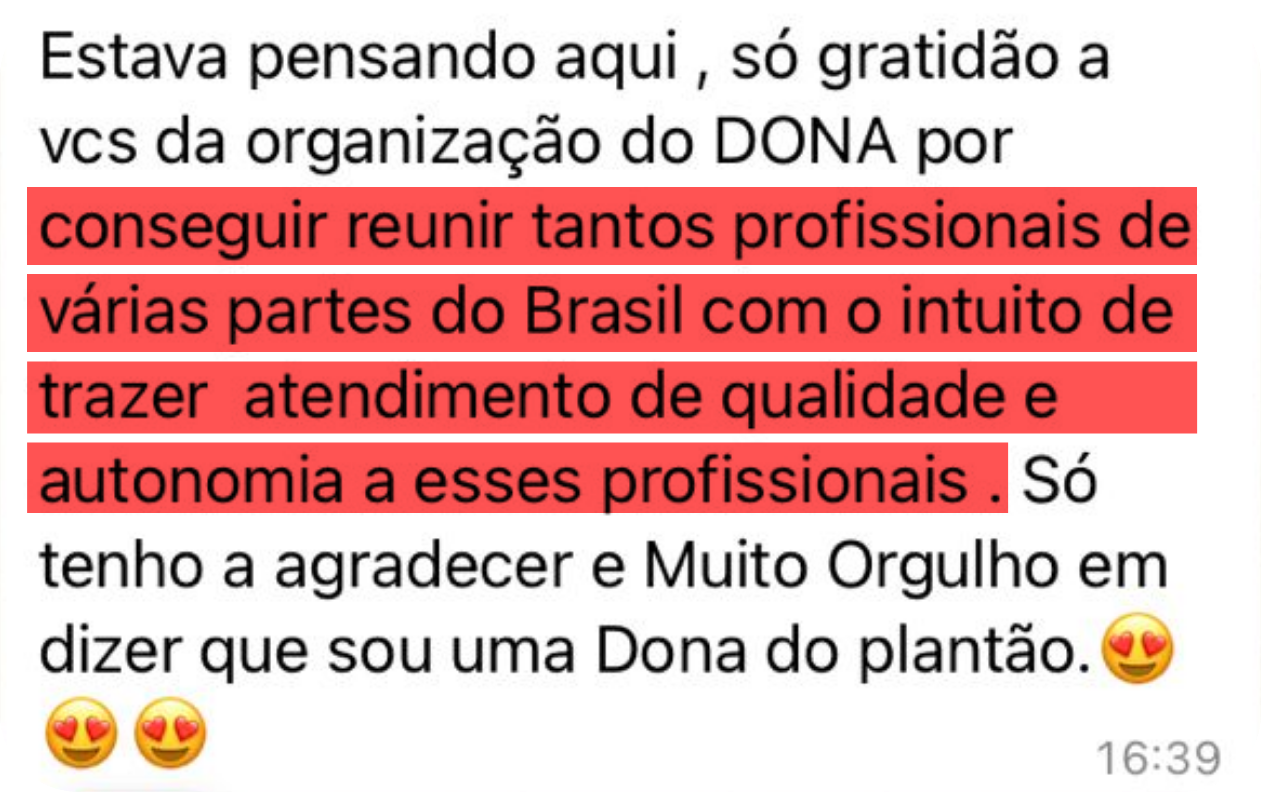 Estava pensando aqui , só gratidão a
vcs da organização do DONA por
conseguir reunir tantos profissionais de
várias partes do Brasil com o intuito de
trazer  atendimento de qualidade e
autonomia a esses profissionais . Só
tenho a agradecer e Muito Orgulho em
dizer que sou uma Dona do plantão.😍
😍😍
16:39